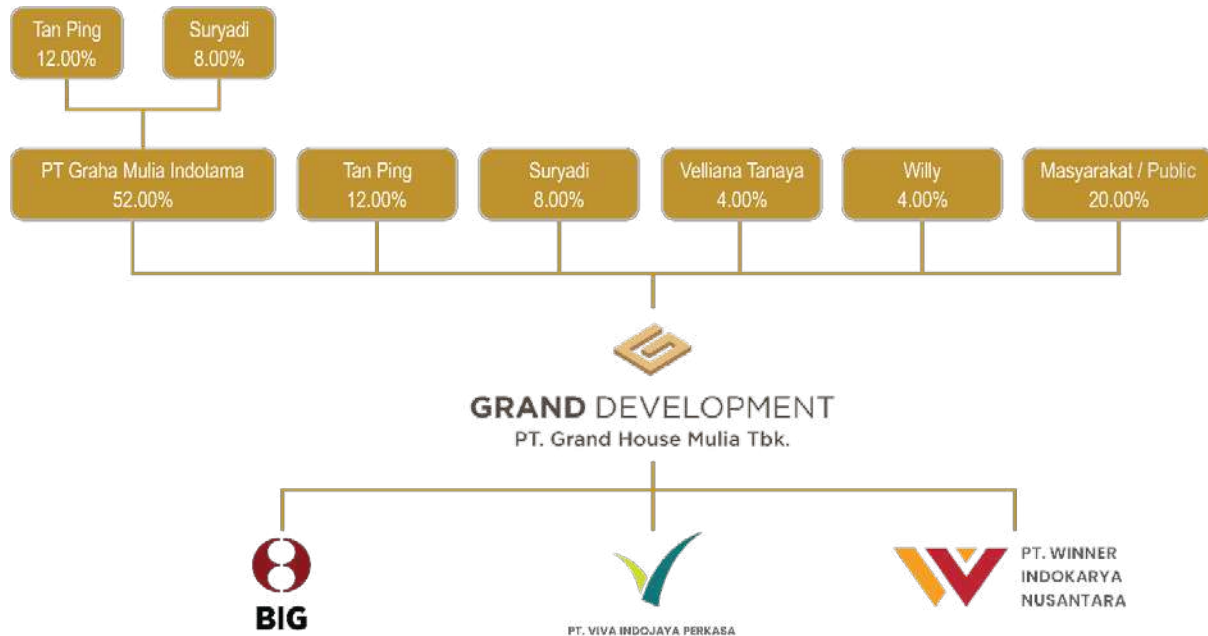 Tan Ping
12.00%
Suryadi
8.00%
PT Graha Mulia Indotama
52.00%
Tan Ping
12.00%
Suryadi
8.00%
Velliana Tanaya
4.00%
Willy
4.00%
Masyarakat / Public
20.00%
GRAND DEVELOPMENT
PT. Grand House Mulia Tbk.
BIG
PT. VIVA INDOJAYA PERKASA
PT. WINNER
INDOKARYA
NUSANTARA